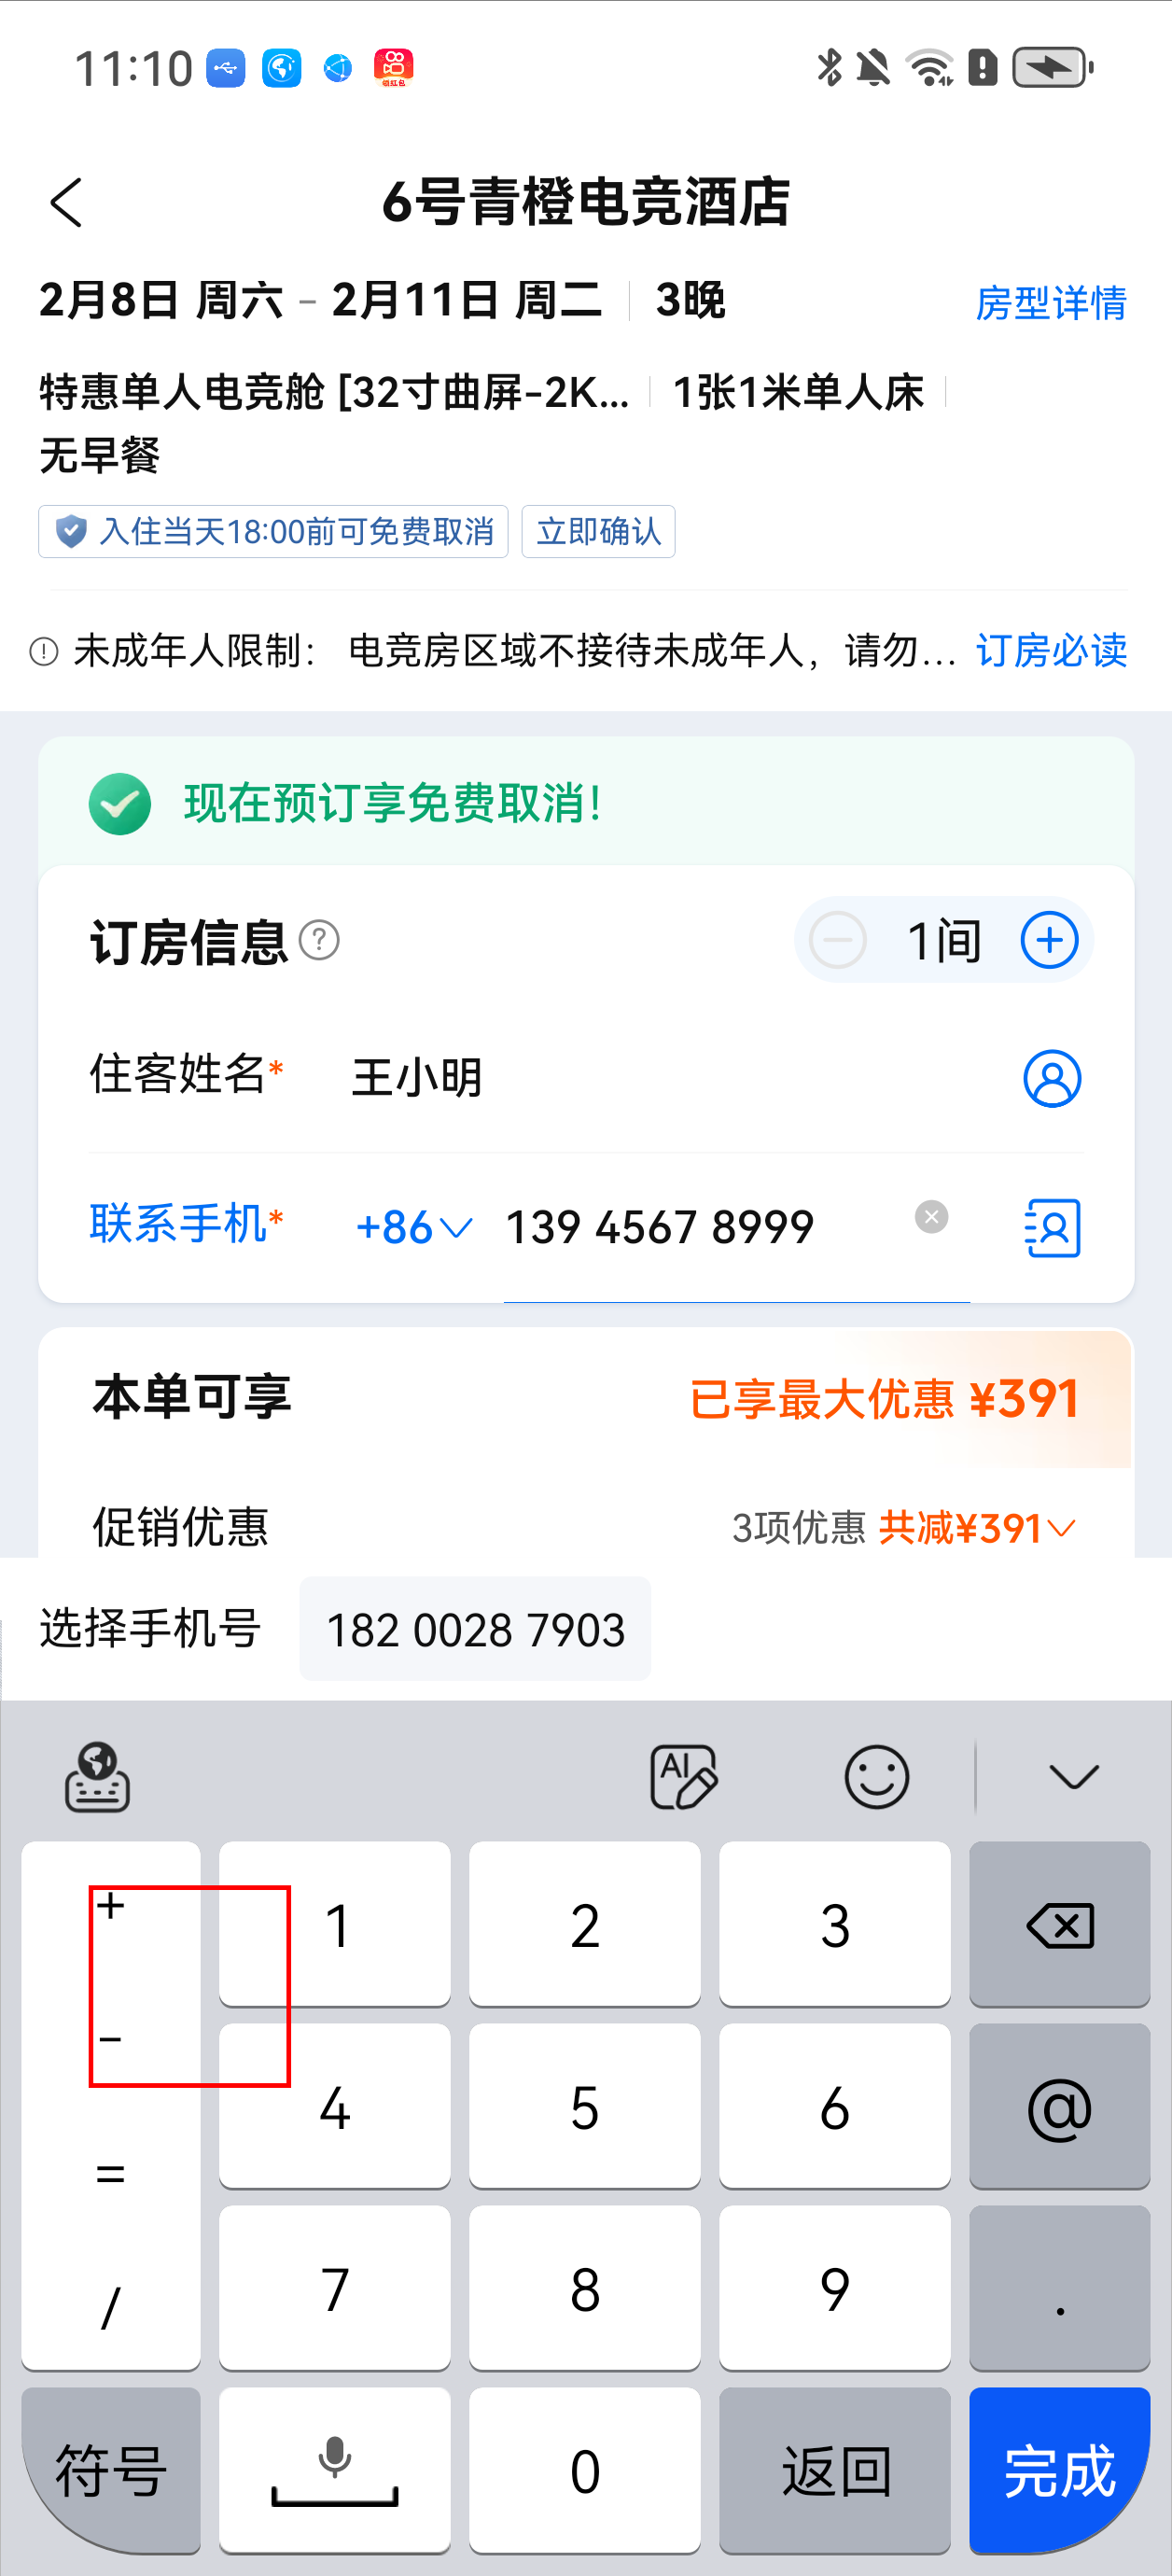 11:10
领红包
6号青橙电竞酒店
2月8日 周六 - 2月11日 周二 3晚 房型详情
特惠单人电竞舱 [32寸曲屏-2K... 1张1米单人床
无早餐
入住当天18:00前可免费取消 立即确认
未成年人限制： 电竞房区域不接待未成年人，请勿... 订房必读
现在预订享免费取消！
订房信息 ? 1间
住客姓名* 王小明
联系手机* +86 139 4567 8999
本单可享 已享最大优惠 ¥391
促销优惠 3项优惠 共减¥391
选择手机号 182 0028 7903
AI
+ 1 2 3
-
4 5 6 @
=
7 8 9 .
/
符号 0 返回 完成